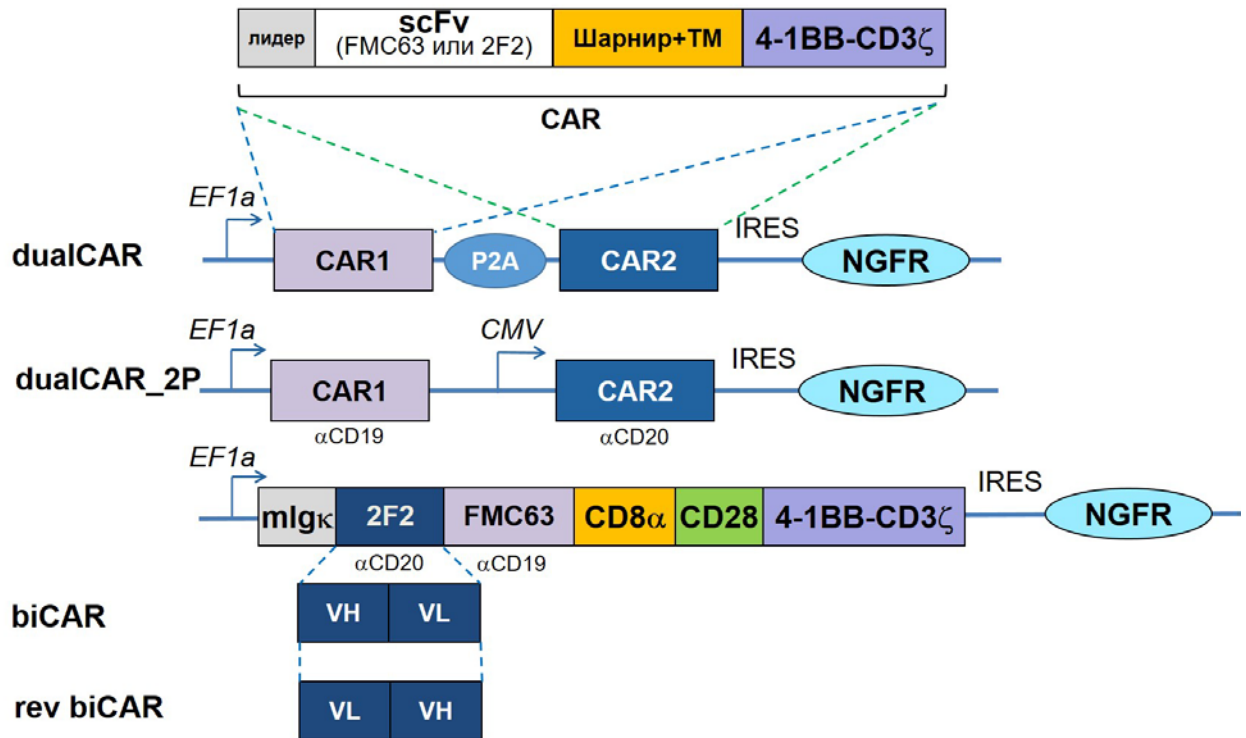 лидер
scFv
(FMC63 или 2F2)
Шарнир+TM
4-1BB-CD3ζ
CAR
dualCAR
EF1a
CAR1
P2A
CAR2
IRES
NGFR
dualCAR_2P
EF1a
CAR1
αCD19
CMV
CAR2
αCD20
IRES
NGFR
EF1a
mIgκ
2F2
FMC63
CD8α
CD28
4-1BB-CD3ζ
IRES
NGFR
αCD20
αCD19
biCAR
VH
VL
rev biCAR
VL
VH